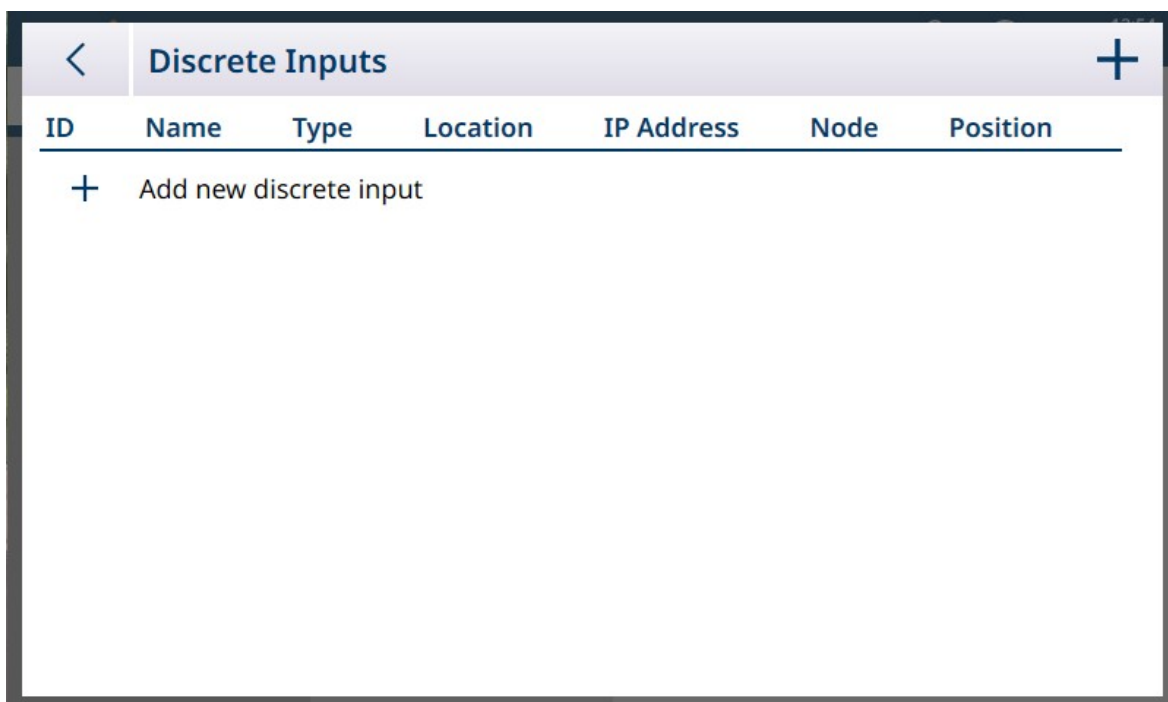 Discrete Inputs
ID Name Type Location IP Address Node Position
+ Add new discrete input